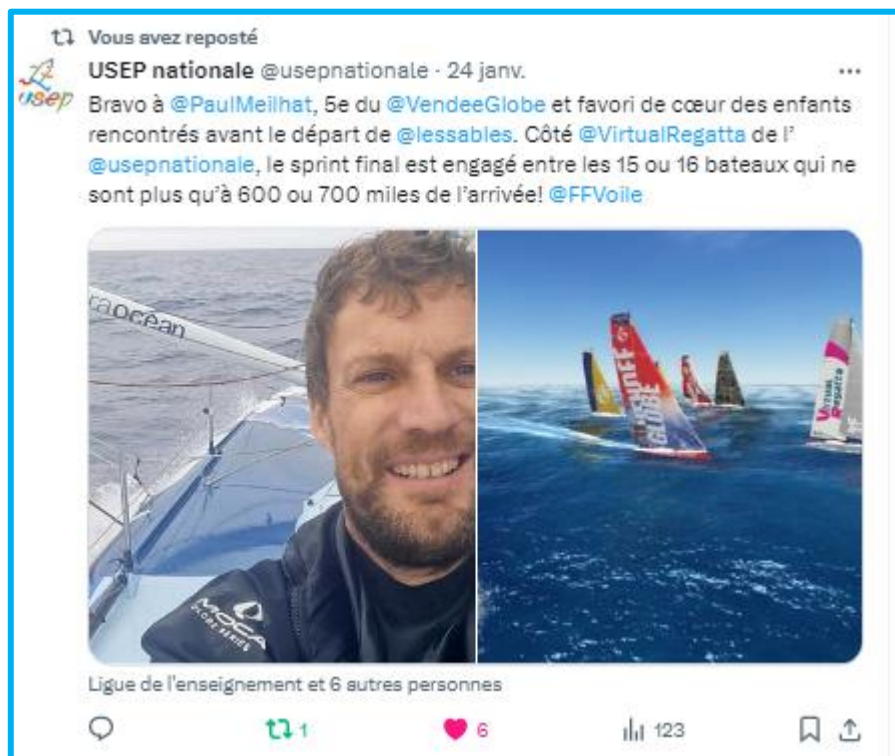 Vous avez reposté
USEP nationale @usepnationale · 24 janv.
usep
Bravo à @PaulMeilhat, 5e du @VendeeGlobe et favori de cœur des enfants
rencontrés avant le départ de @lessables. Côté @VirtualRegatta de l'
@usepnationale, le sprint final est engagé entre les 15 ou 16 bateaux qui ne
sont plus qu'à 600 ou 700 miles de l'arrivée! @FFVoile
océan
MOCA
GLOBE SERIES
GLOBE
VIRTUAL
REGATTA
Ligue de l'enseignement et 6 autres personnes
1
6
123